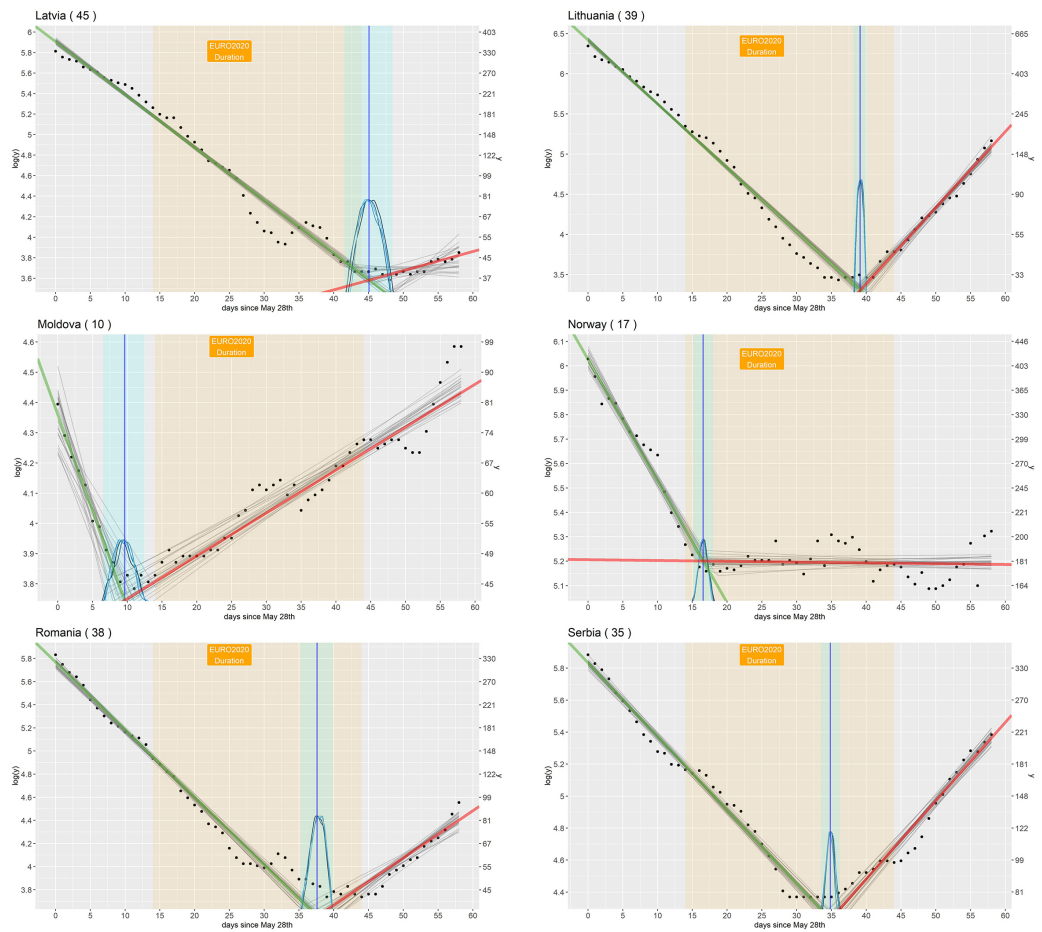 Latvia ( 45 )
EURO2020
Duration
6
5.8
5.6
5.4
5.2
5
4.8
4.6
4.4
4.2
4
3.8
3.6
log(y)
403
330
270
221
181
148
122
99
81
67
55
45
37
Y
0 5 10 15 20 25 30 35 40 45 50 55 60
days since May 28th
Lithuania ( 39 )
EURO2020
Duration
6.5
6
5.5
5
4.5
4
3.5
log(y)
665
403
245
148
90
55
33
Y
0 5 10 15 20 25 30 35 40 45 50 55 60
days since May 28th
Moldova ( 10 )
EURO2020
Duration
4.6
4.5
4.4
4.3
4.2
4.1
4
3.9
3.8
log(y)
99
90
81
74
67
60
55
49
45
Y
0 5 10 15 20 25 30 35 40 45 50 55 60
days since May 28th
Norway ( 17 )
EURO2020
Duration
6.1
6
5.9
5.8
5.7
5.6
5.5
5.4
5.3
5.2
5.1
log(y)
446
403
365
330
299
270
245
221
200
181
164
Y
0 5 10 15 20 25 30 35 40 45 50 55 60
days since May 28th
Romania ( 38 )
EURO2020
Duration
5.8
5.6
5.4
5.2
5
4.8
4.6
4.4
4.2
4
3.8
log(y)
330
270
221
181
148
122
99
81
67
55
45
Y
0 5 10 15 20 25 30 35 40 45 50 55 60
days since May 28th
Serbia ( 35 )
EURO2020
Duration
5.8
5.6
5.4
5.2
5
4.8
4.6
4.4
log(y)
330
270
221
181
148
122
99
81
Y
0 5 10 15 20 25 30 35 40 45 50 55 60
days since May 28th